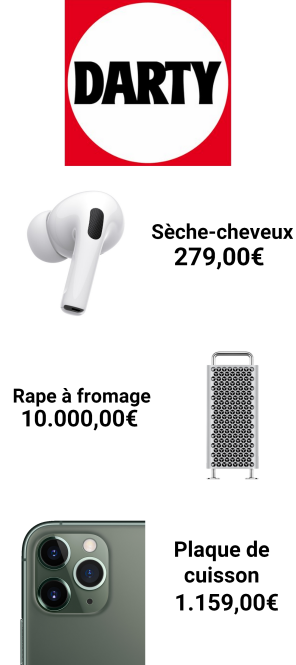 DARTY
Sèche-cheveux
279,00€
Rape à fromage
10.000,00€
Plaque de
cuisson
1.159,00€